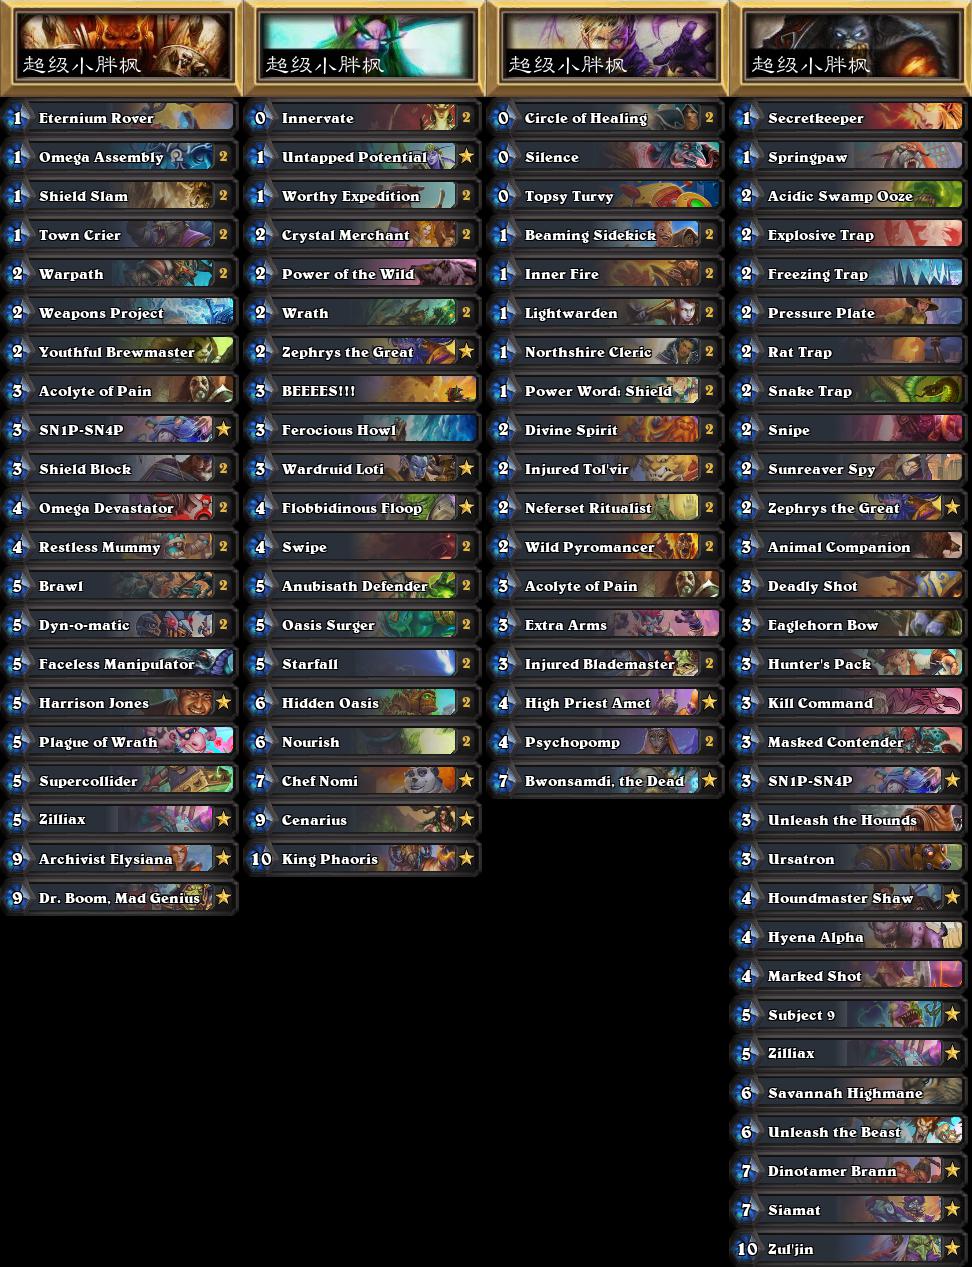 超级小胖枫
1 Eternium Rover
1 Omega Assembly 2
1 Shield Slam 2
1 Town Crier 2
2 Warpath 2
2 Weapons Project
2 Youthful Brewmaster
3 Acolyte of Pain
3 SN1P-SN4P
3 Shield Block 2
4 Omega Devastator 2
4 Restless Mummy 2
5 Brawl 2
5 Dyn-o-matic 2
5 Faceless Manipulator
5 Harrison Jones
5 Plague of Wrath
5 Supercollider
5 Zilliax
9 Archivist Elysiana
9 Dr. Boom, Mad Genius
超级小胖枫
0 Innervate 2
1 Untapped Potential
1 Worthy Expedition 2
2 Crystal Merchant 2
2 Power of the Wild
2 Wrath 2
2 Zephrys the Great
3 BEEEES!!!
3 Ferocious Howl
3 Wardruid Loti
4 Flobbidinous Floop
4 Swipe 2
5 Anubisath Defender 2
5 Oasis Surger 2
5 Starfall 2
6 Hidden Oasis 2
6 Nourish 2
7 Chef Nomi
9 Cenarius
10 King Phaoris
超级小胖枫
0 Circle of Healing 2
0 Silence
0 Topsy Turvy
1 Beaming Sidekick 2
1 Inner Fire 2
1 Lightwarden 2
1 Northshire Cleric 2
1 Power Word: Shield 2
2 Divine Spirit 2
2 Injured Tol'vir 2
2 Neferset Ritualist 2
2 Wild Pyromancer 2
3 Acolyte of Pain
3 Extra Arms
3 Injured Blademaster 2
4 High Priest Amet
4 Psychopomp 2
7 Bwonsamdi, the Dead
超级小胖枫
1 Secretkeeper
1 Springpaw
2 Acidic Swamp Ooze
2 Explosive Trap
2 Freezing Trap
2 Pressure Plate
2 Rat Trap
2 Snake Trap
2 Snipe
2 Sunreaver Spy
2 Zephrys the Great
3 Animal Companion
3 Deadly Shot
3 Eaglehorn Bow
3 Hunter's Pack
3 Kill Command
3 Masked Contender
3 SN1P-SN4P
3 Unleash the Hounds
3 Ursatron
4 Houndmaster Shaw
4 Hyena Alpha
4 Marked Shot
5 Subject 9
5 Zilliax
6 Savannah Highmane
6 Unleash the Beast
7 Dinotamer Brann
7 Siamat
10 Zul'jin